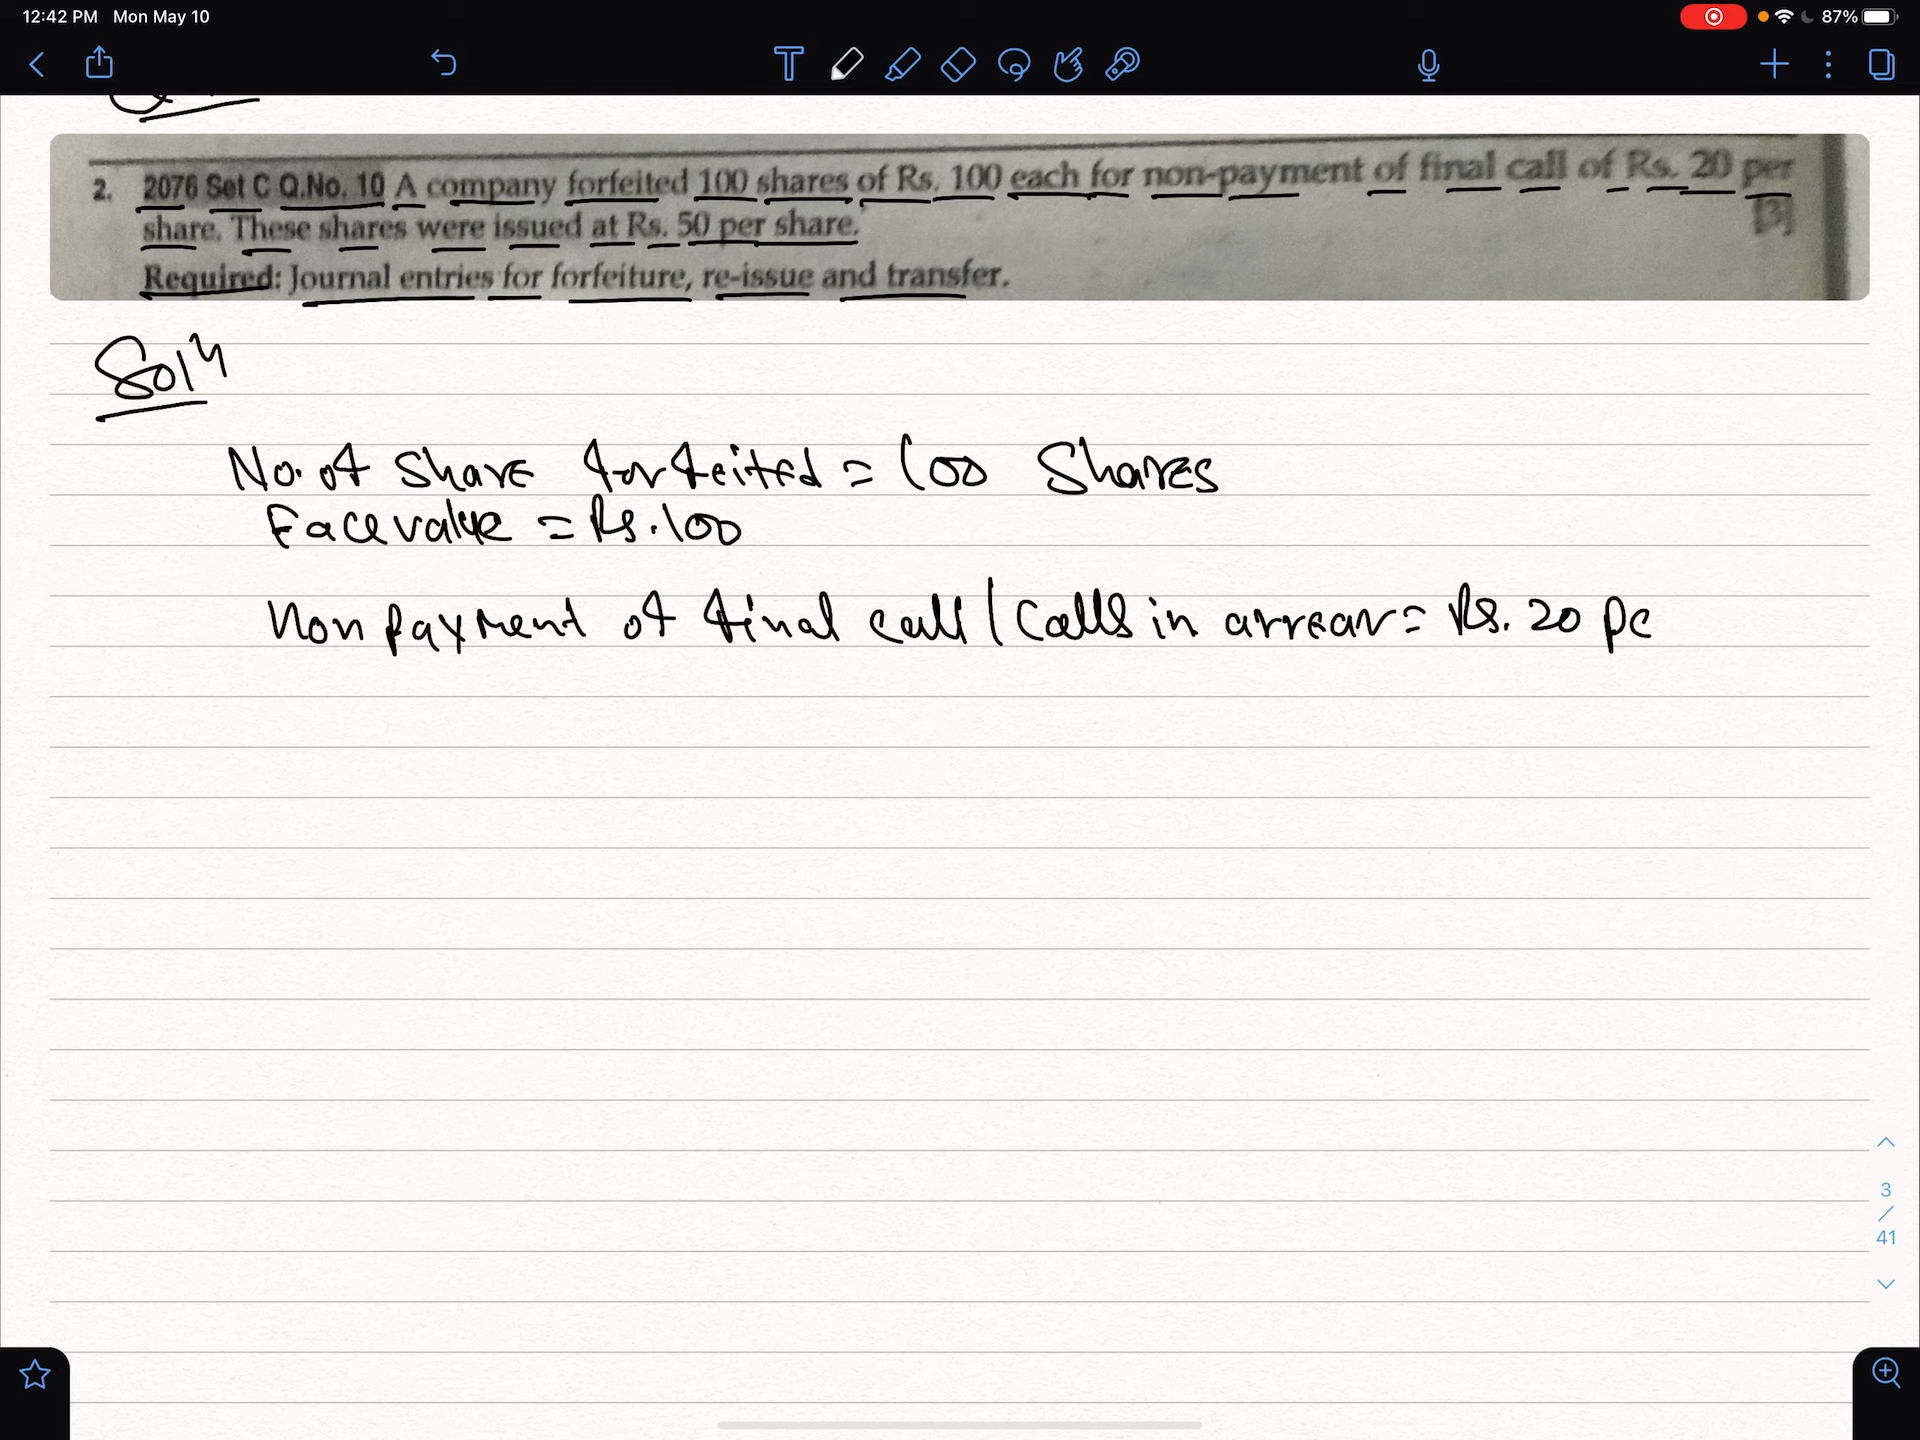 12:42 PM Mon May 10
87%
2. 2076 Set C Q.No. 10 A company forfeited 100 shares of Rs. 100 each for non-payment of final call of Rs. 20 per
share. These shares were issued at Rs. 50 per share.
[3]
Required: Journal entries for forfeiture, re-issue and transfer.
Solⁿ
No. of share forfeited = 100 Shares
Face value = Rs. 100
Non payment of final call / Calls in arrear = Rs. 20 pe
3
/
41